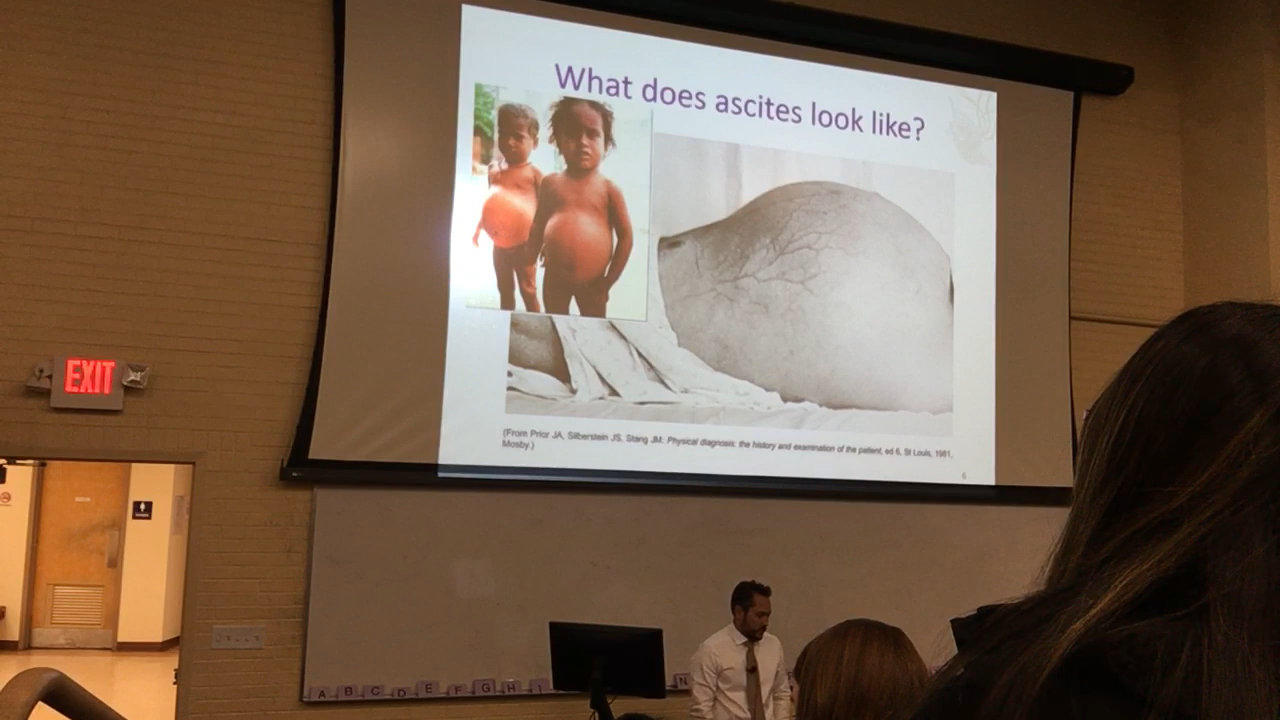 What does ascites look like?
(From Prior JA, Silberstein JS, Stang JM: Physical diagnosis: the history and examination of the patient, ed 6, St Louis, 1981,
Mosby.)
6
EXIT
A B C D E F G H I N